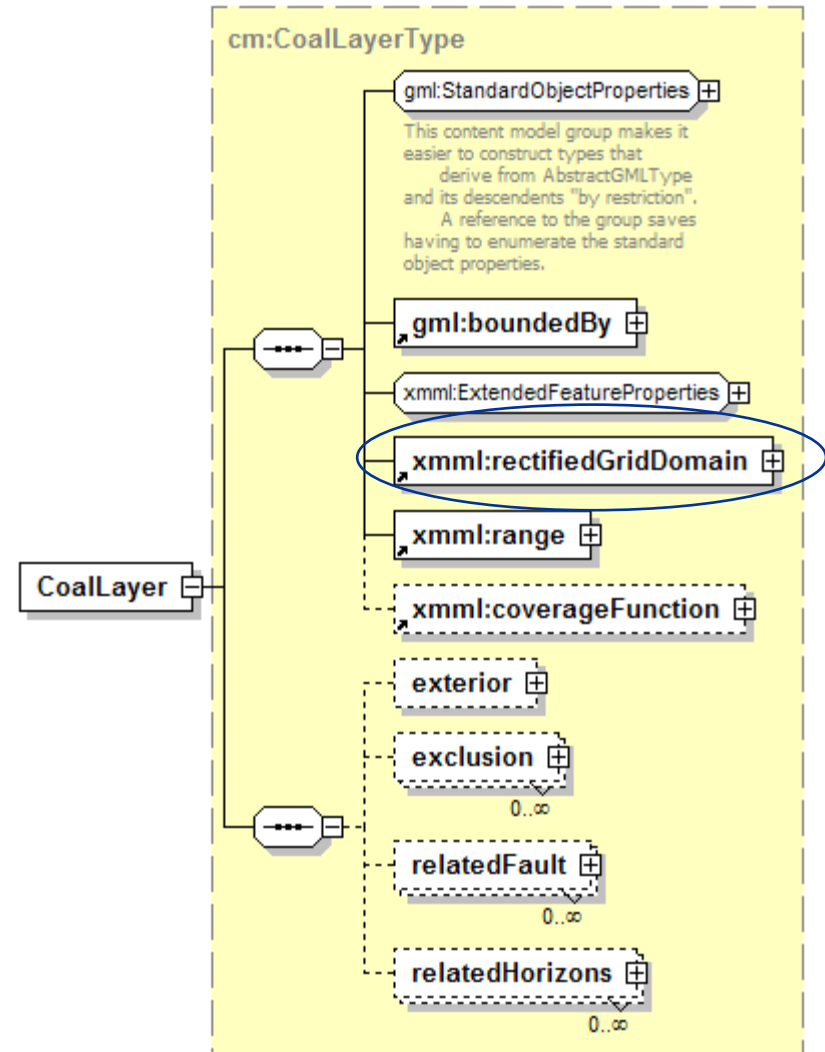 cm:CoalLayerType
gml:StandardObjectProperties
This content model group makes it
easier to construct types that
derive from AbstractGMLType
and its descendents "by restriction".
A reference to the group saves
having to enumerate the standard
object properties.
gml:boundedBy
xmml:ExtendedFeatureProperties
xmml:rectifiedGridDomain
xmml:range
CoalLayer
xmml:coverageFunction
exterior
exclusion
0..∞
relatedFault
0..∞
relatedHorizons
0..∞